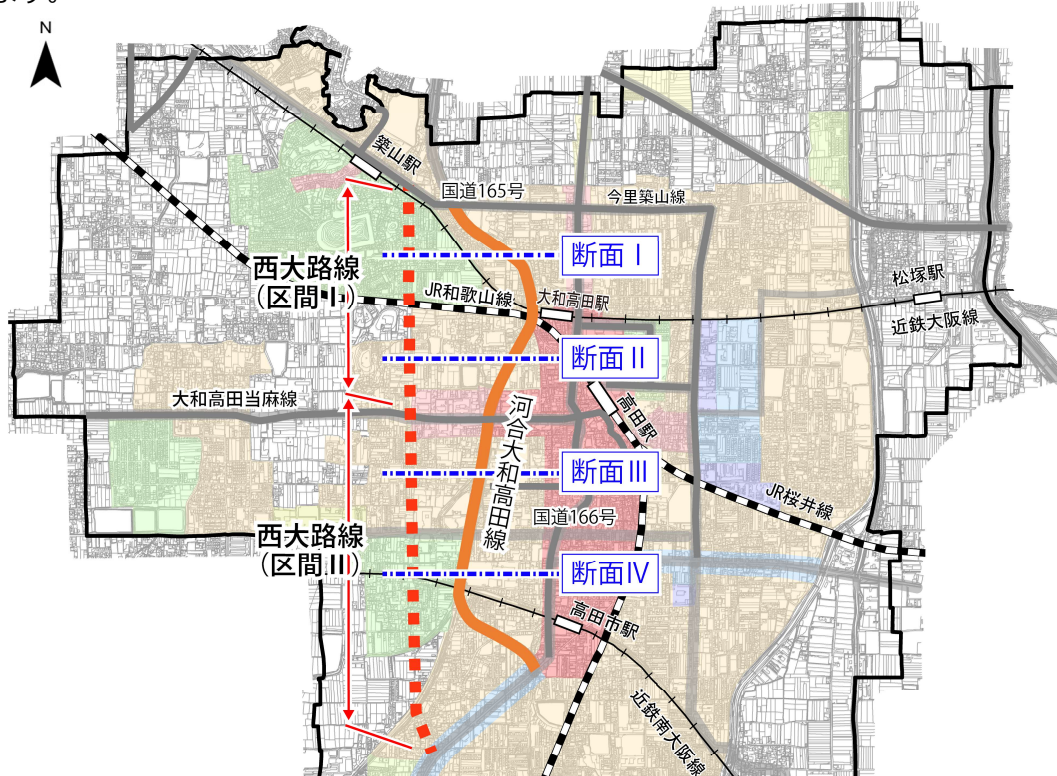 ます。
N
築山駅
国道165号
今里築山線
断面Ⅰ
西大路線
(区間Ⅰ)
JR和歌山線
大和高田駅
松塚駅
近鉄大阪線
断面Ⅱ
大和高田当麻線
河合大和高田線
高田駅
断面Ⅲ
JR桜井線
国道166号
西大路線
(区間Ⅱ)
断面Ⅳ
高田市駅
近鉄南大阪線